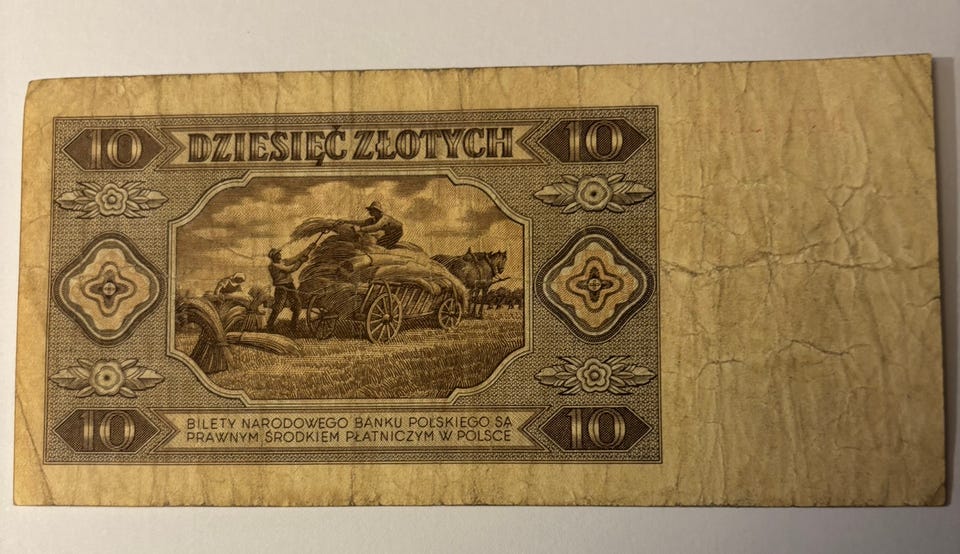 10 DZIESIĘĆ ZŁOTYCH 10
10 BILETY NARODOWEGO BANKU POLSKIEGO SĄ 10
PRAWNYM ŚRODKIEM PŁATNICZYM W POLSCE